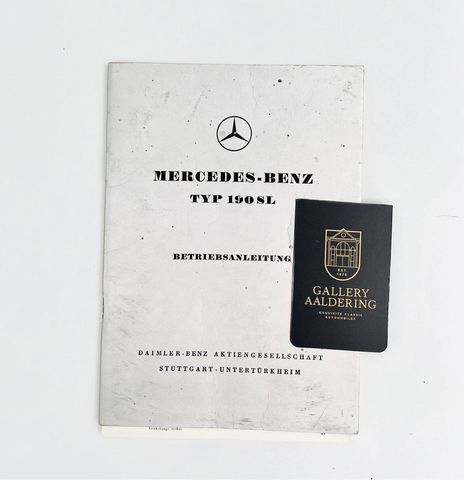 MERCEDES-BENZ
TYP 190 SL
BETRIEBSANLEITUNG
DAIMLER-BENZ AKTIENGESELLSCHAFT
STUTTGART-UNTERTÜRKHEIM
EST.
1975
GALLERY
AALDERING
EXQUISITE CLASSIC
AUTOMOBILES